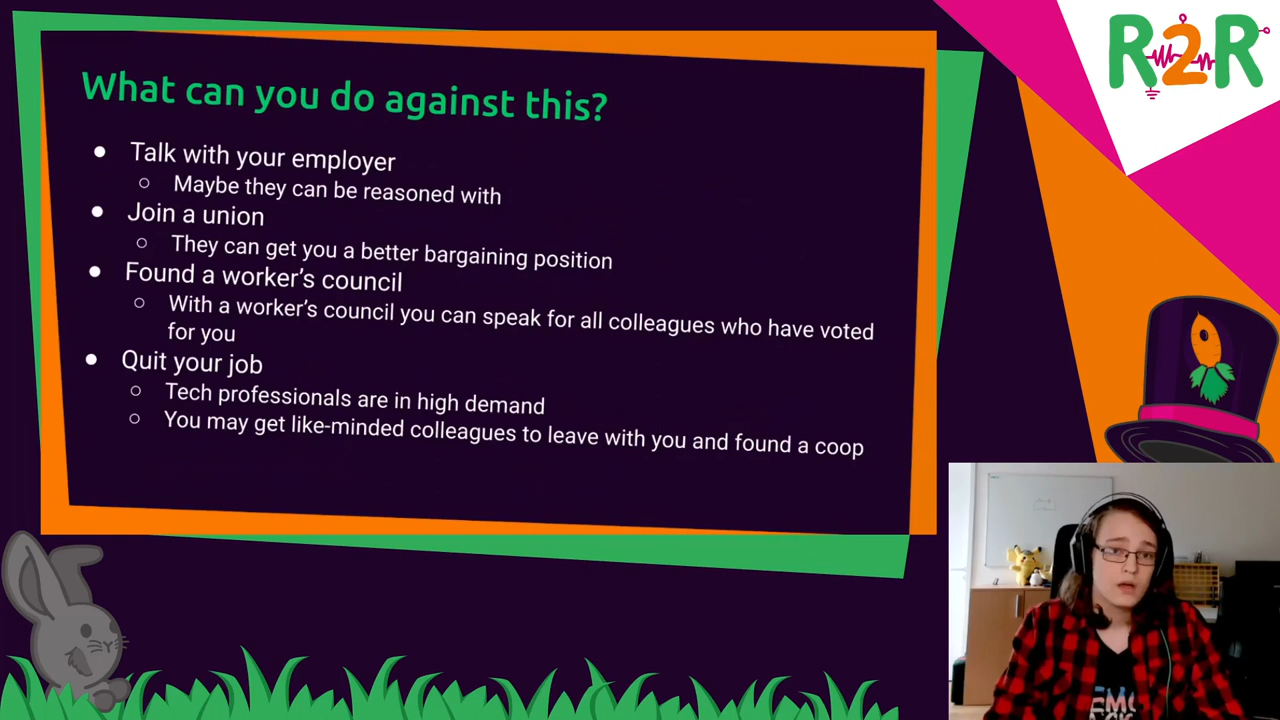 What can you do against this?
Talk with your employer
Maybe they can be reasoned with
Join a union
They can get you a better bargaining position
Found a worker's council
With a worker's council you can speak for all colleagues who have voted
for you
Quit your job
Tech professionals are in high demand
You may get like-minded colleagues to leave with you and found a coop
R2R